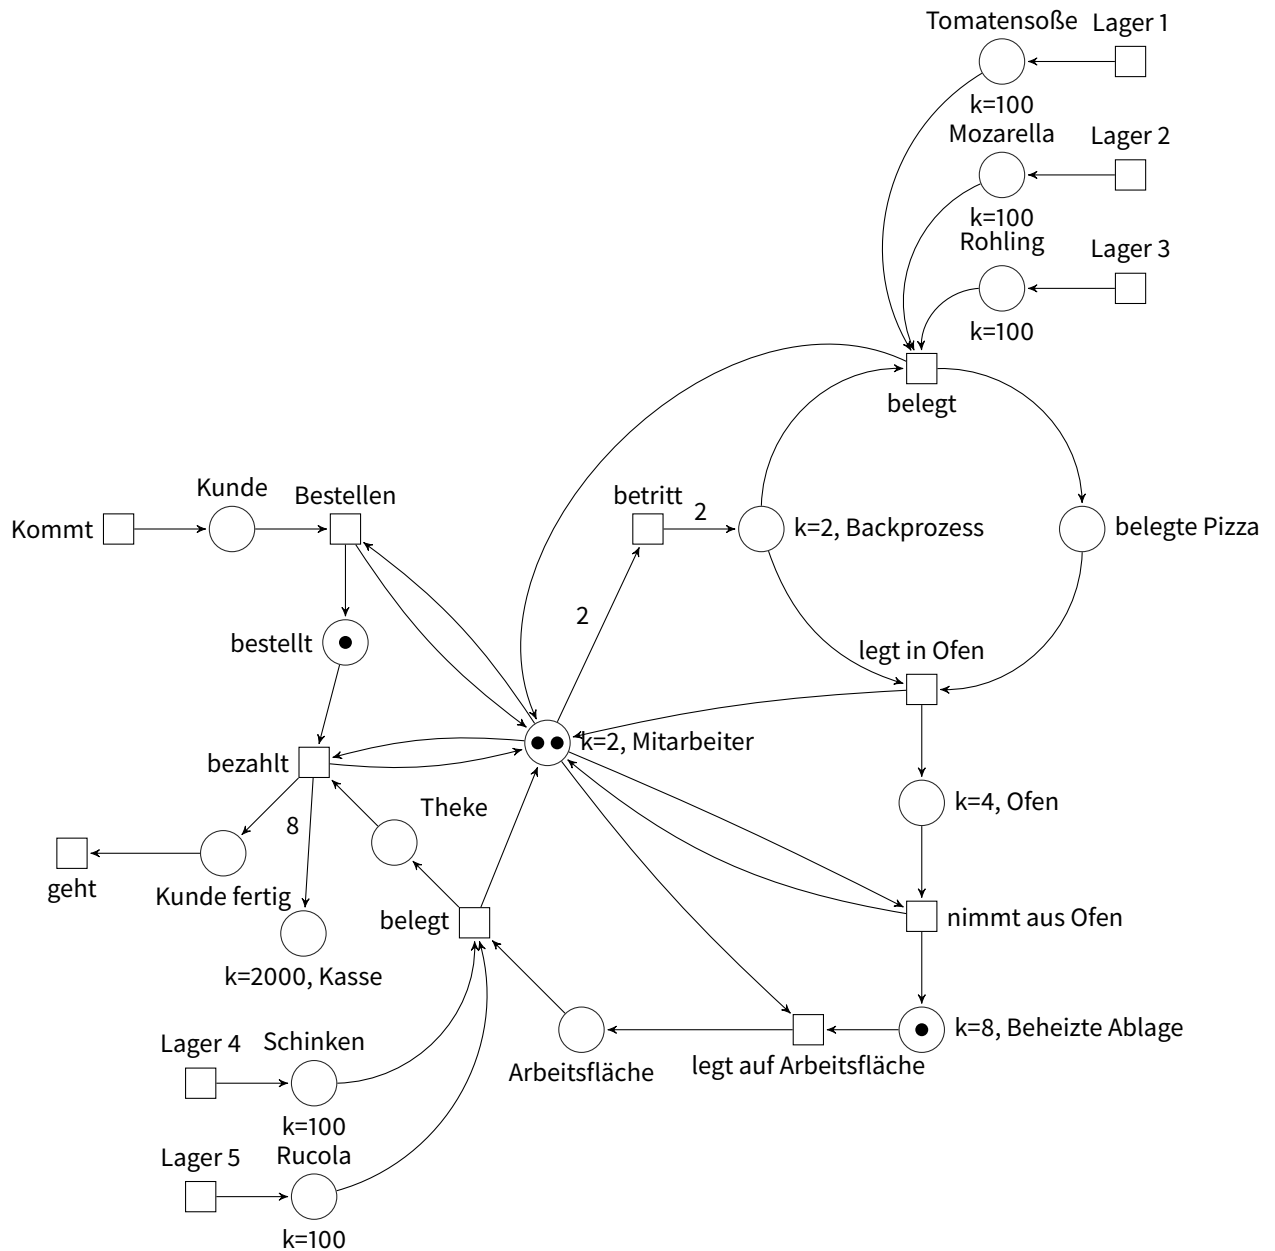 Tomatensoße
Lager 1
k=100
Mozarella
Lager 2
k=100
Rohling
Lager 3
k=100
belegt
Kunde
Bestellen
betritt
2
Kommt
k=2, Backprozess
belegte Pizza
2
bestellt
legt in Ofen
k=2, Mitarbeiter
bezahlt
Theke
k=4, Ofen
8
geht
Kunde fertig
belegt
nimmt aus Ofen
k=2000, Kasse
k=8, Beheizte Ablage
Lager 4
Schinken
Arbeitsfläche
legt auf Arbeitsfläche
k=100
Lager 5
Rucola
k=100